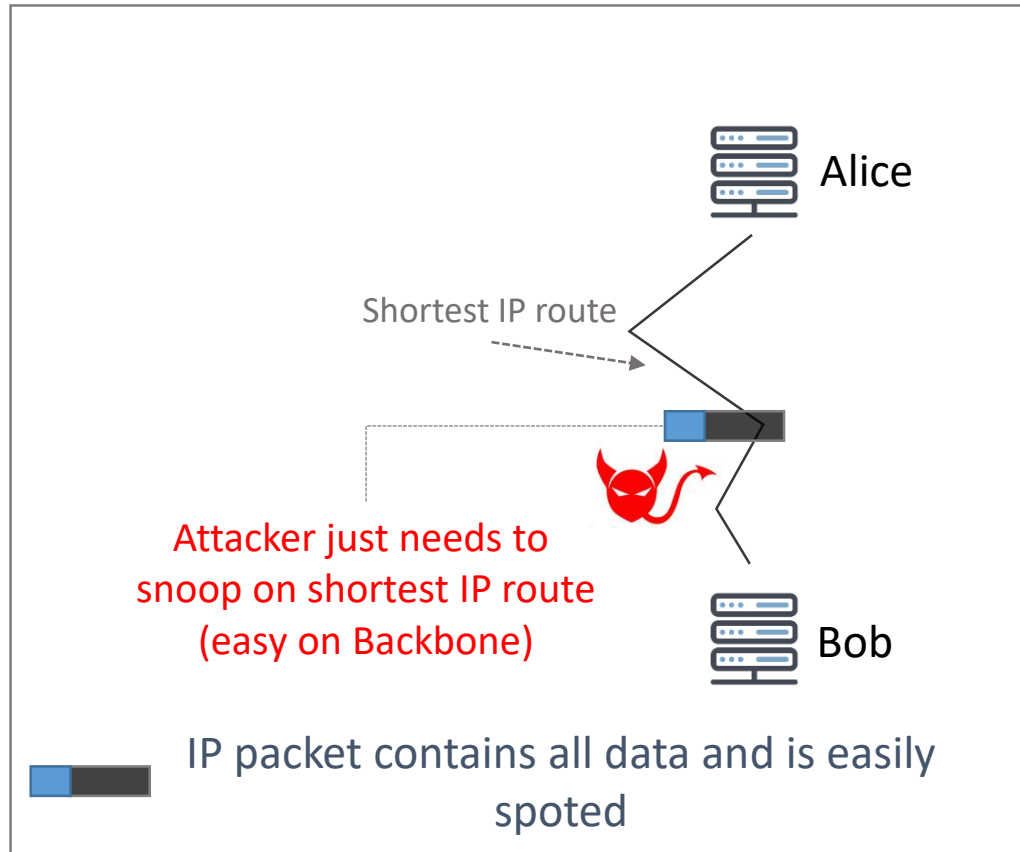 Alice
Shortest IP route
Attacker just needs to
snoop on shortest IP route
(easy on Backbone)
Bob
IP packet contains all data and is easily
spoted